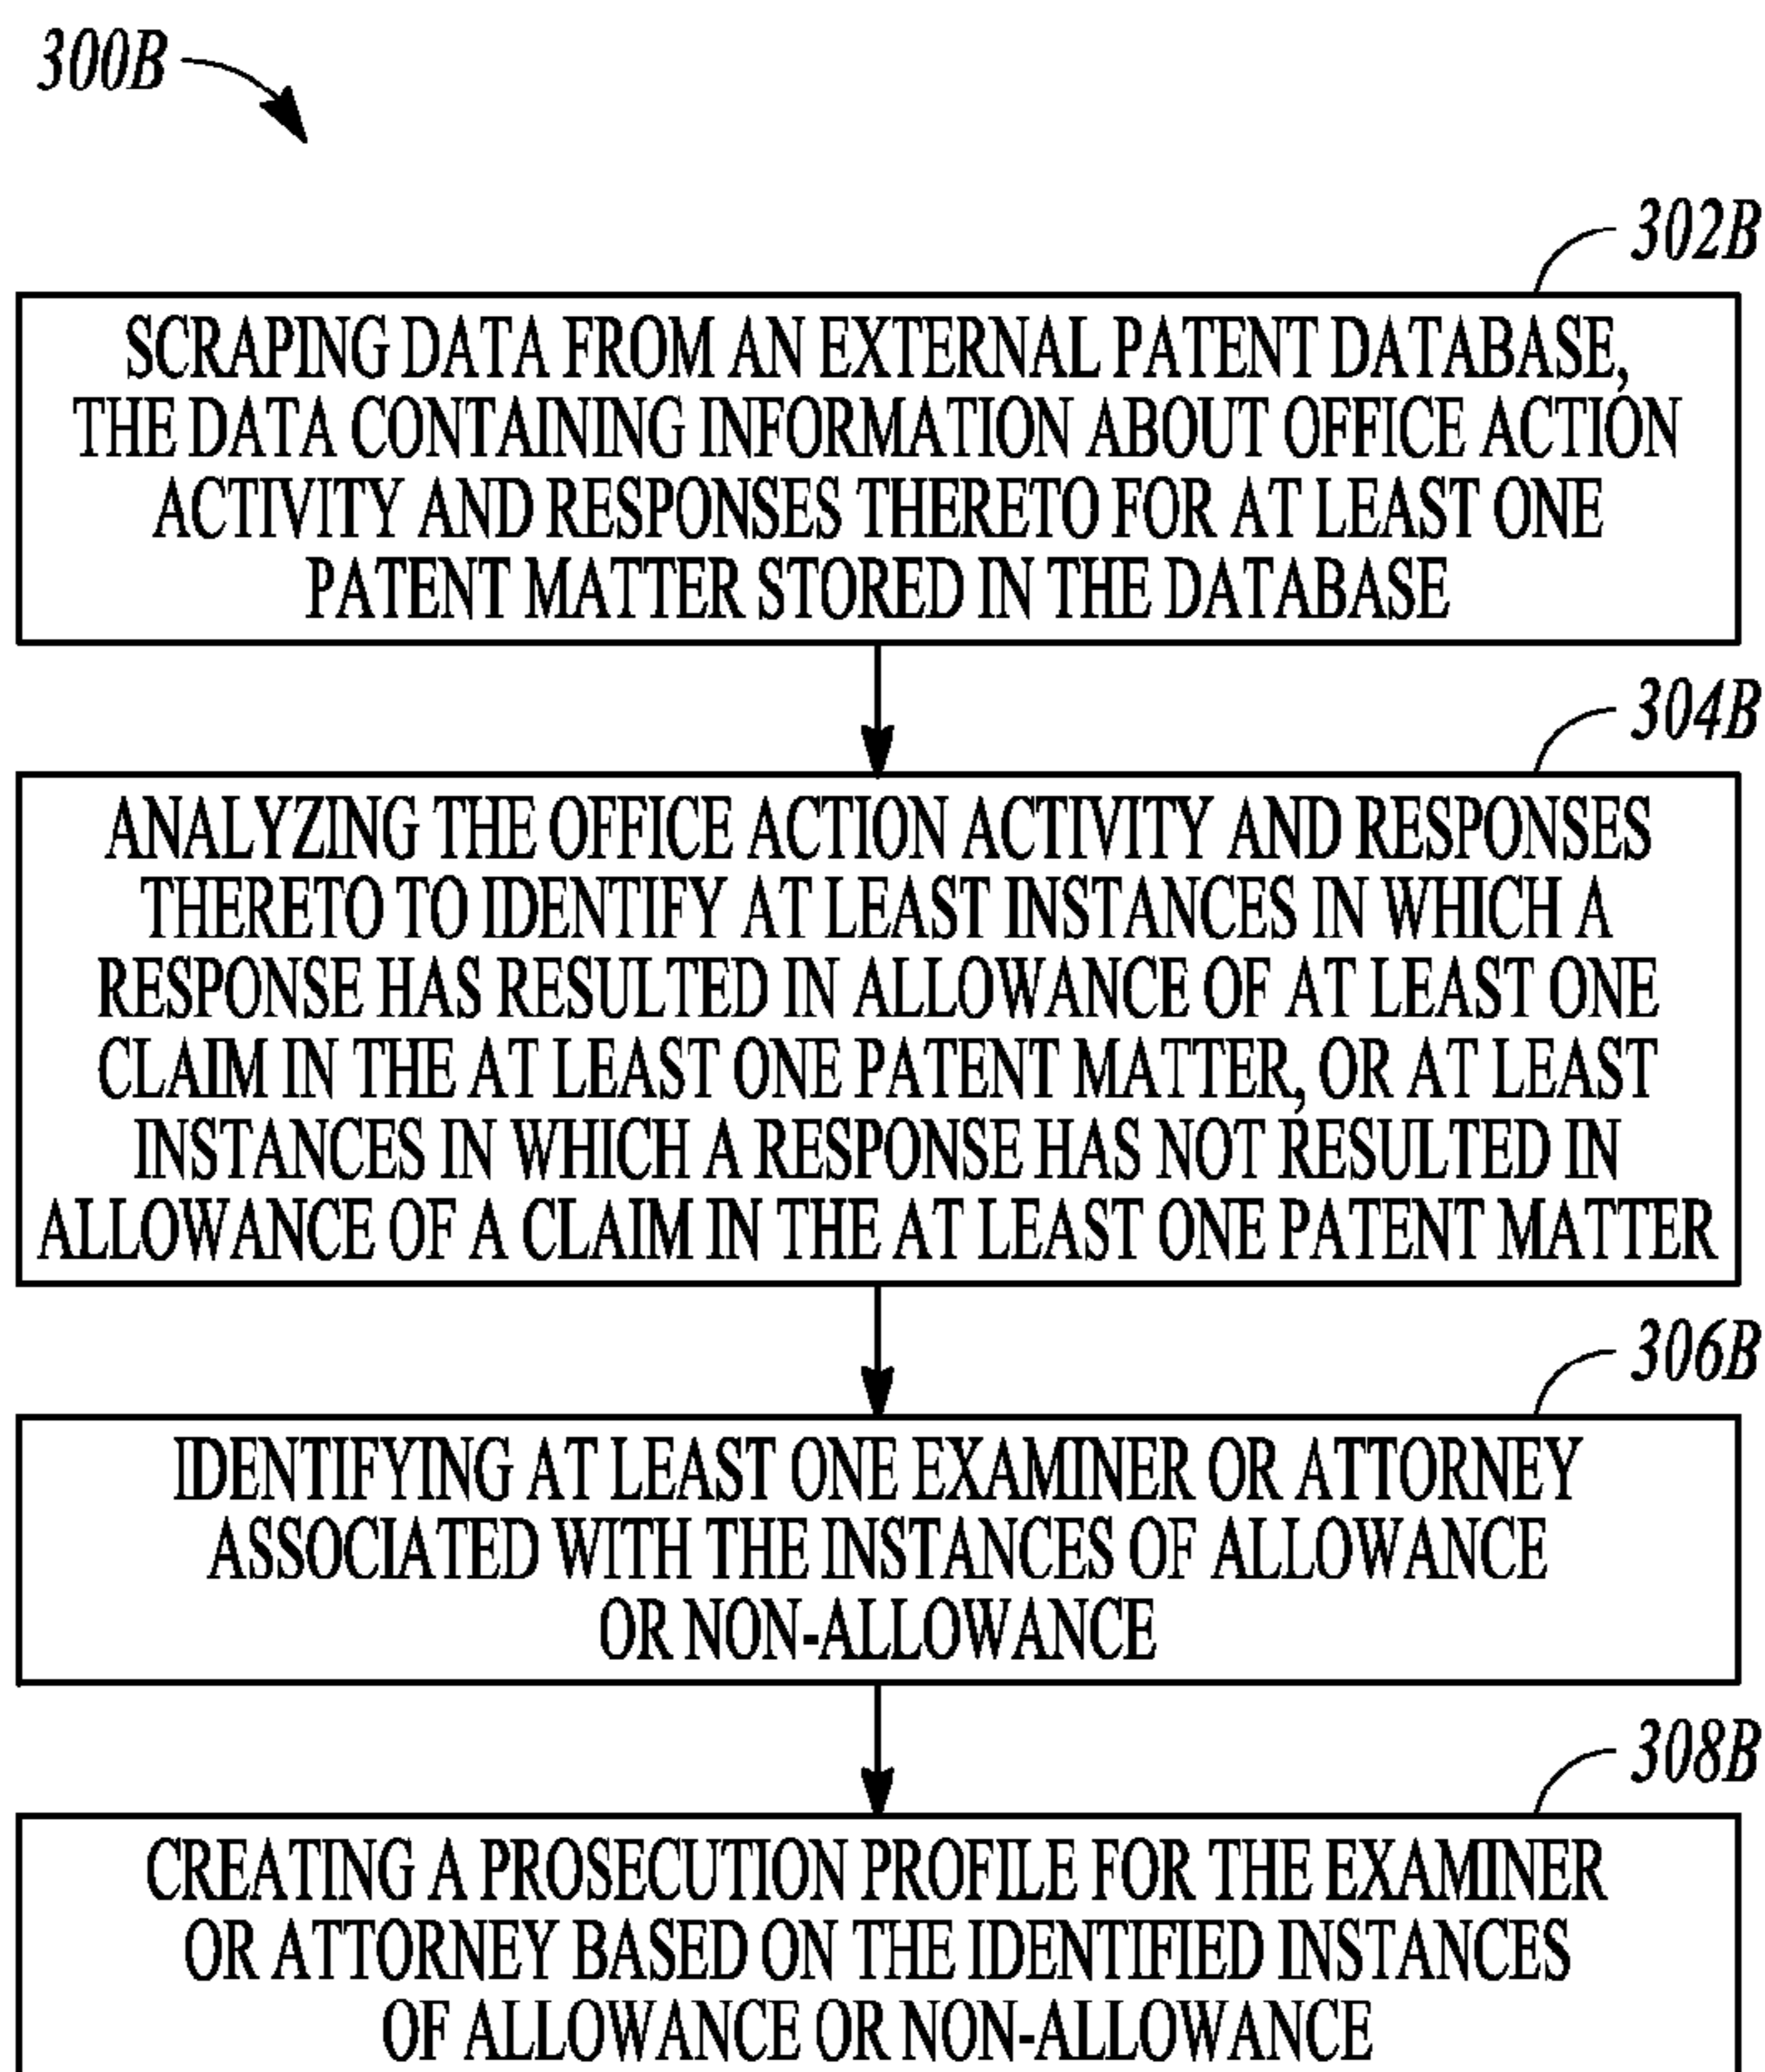 300B
302B
SCRAPING DATA FROM AN EXTERNAL PATENT DATABASE,
THE DATA CONTAINING INFORMATION ABOUT OFFICE ACTION
ACTIVITY AND RESPONSES THERETO FOR AT LEAST ONE
PATENT MATTER STORED IN THE DATABASE
304B
ANALYZING THE OFFICE ACTION ACTIVITY AND RESPONSES
THERETO TO IDENTIFY AT LEAST INSTANCES IN WHICH A
RESPONSE HAS RESULTED IN ALLOWANCE OF AT LEAST ONE
CLAIM IN THE AT LEAST ONE PATENT MATTER, OR AT LEAST
INSTANCES IN WHICH A RESPONSE HAS NOT RESULTED IN
ALLOWANCE OF A CLAIM IN THE AT LEAST ONE PATENT MATTER
306B
IDENTIFYING AT LEAST ONE EXAMINER OR ATTORNEY
ASSOCIATED WITH THE INSTANCES OF ALLOWANCE
OR NON-ALLOWANCE
308B
CREATING A PROSECUTION PROFILE FOR THE EXAMINER
OR ATTORNEY BASED ON THE IDENTIFIED INSTANCES
OF ALLOWANCE OR NON-ALLOWANCE